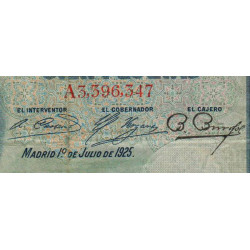 A3,396,347
EL INTERVENTOR EL GOBERNADOR EL CAJERO
MADRID 1º DE JULIO DE 1925.